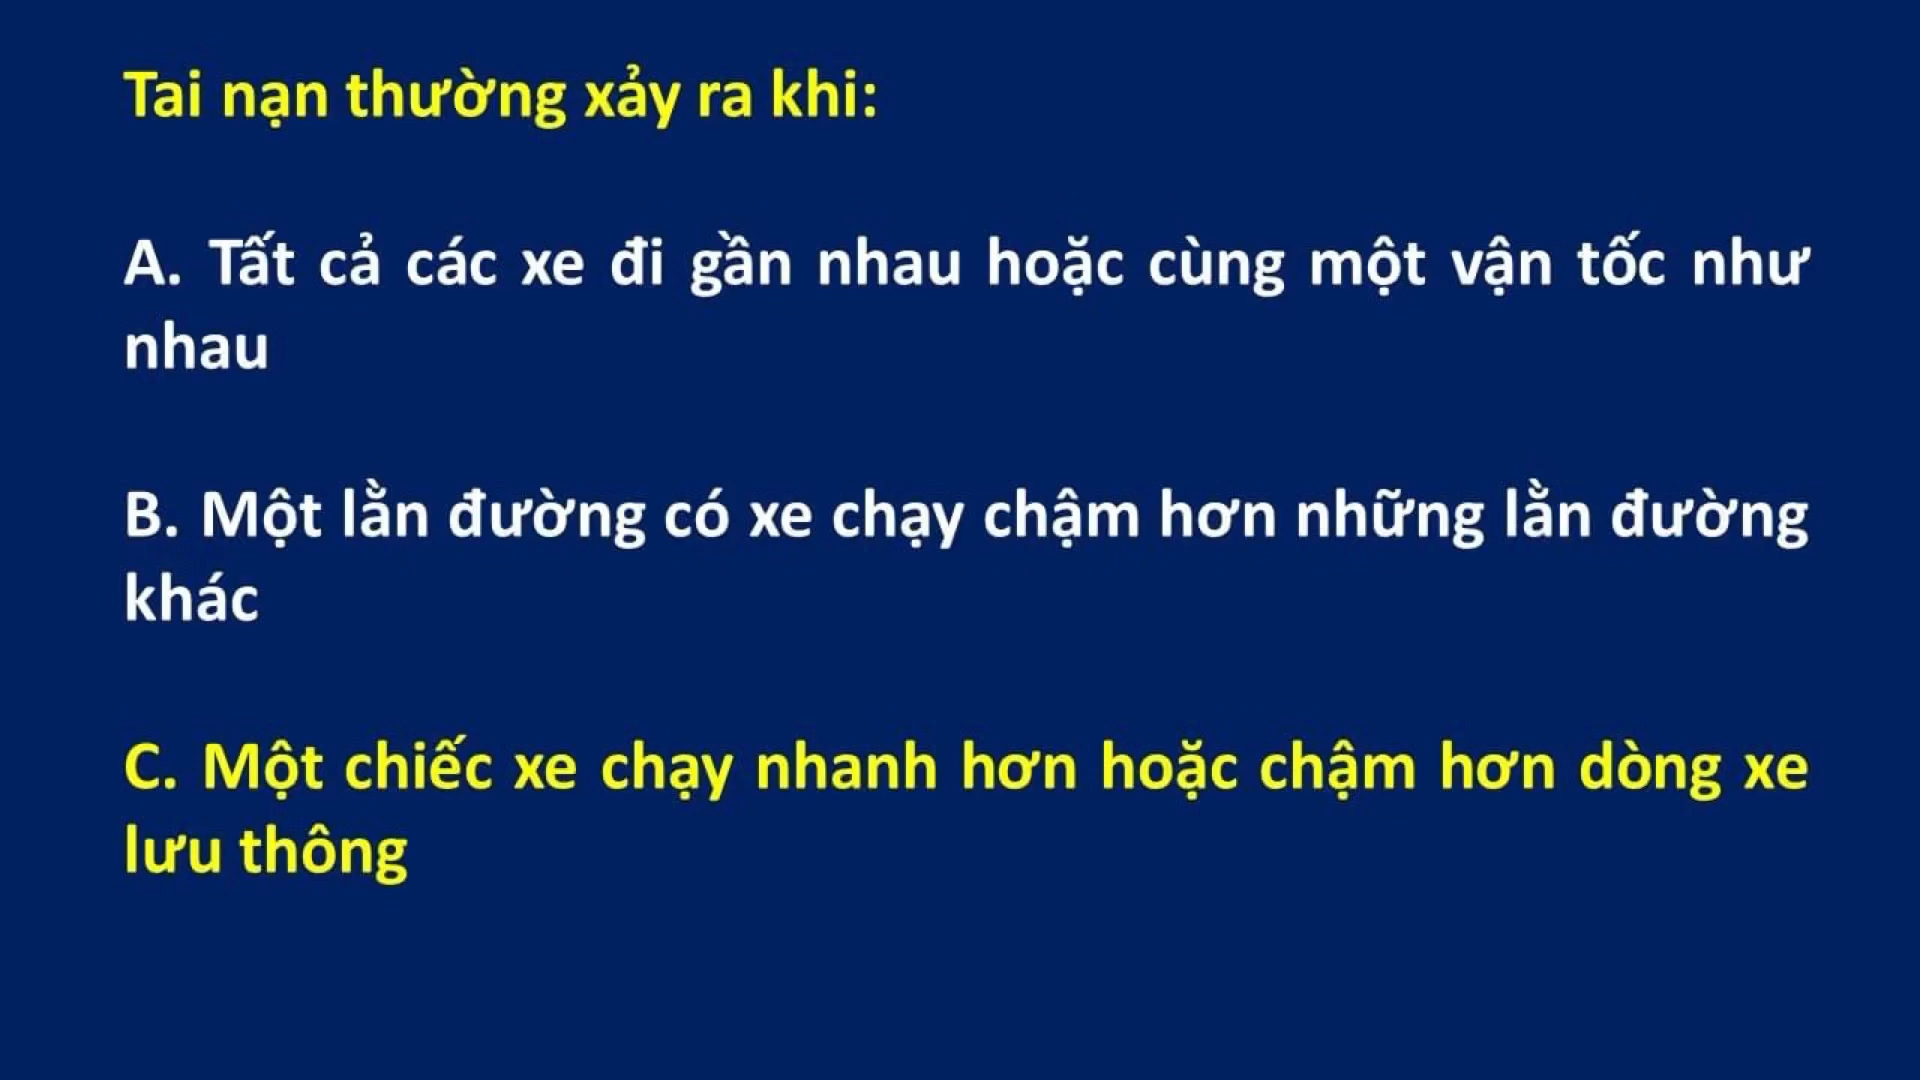 Tai nạn thường xảy ra khi:
A. Tất cả các xe đi gần nhau hoặc cùng một vận tốc như
nhau
B. Một lằn đường có xe chạy chậm hơn những lằn đường
khác
C. Một chiếc xe chạy nhanh hơn hoặc chậm hơn dòng xe
lưu thông